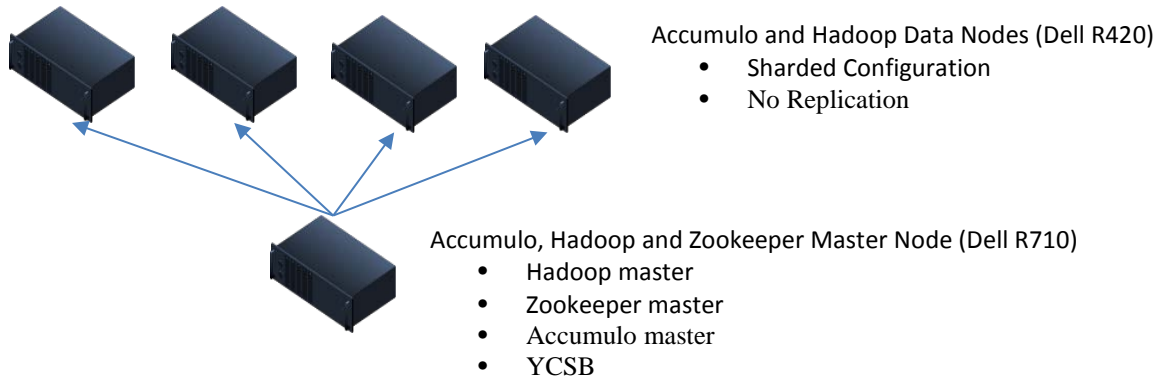 Accumulo and Hadoop Data Nodes (Dell R420)
• Sharded Configuration
• No Replication
Accumulo, Hadoop and Zookeeper Master Node (Dell R710)
• Hadoop master
• Zookeeper master
• Accumulo master
• YCSB